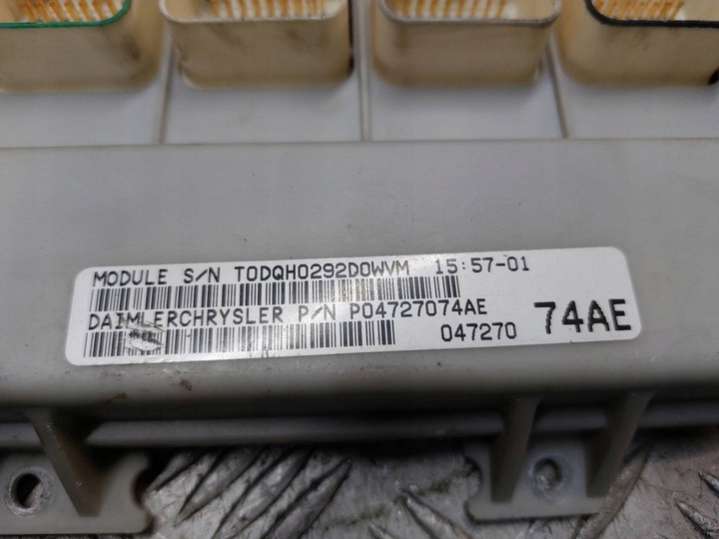 MODULE S/N T0DQH0292D0WVM 15:57-01
DAIMLERCHRYSLER P/N P04727074AE
047270 74AE